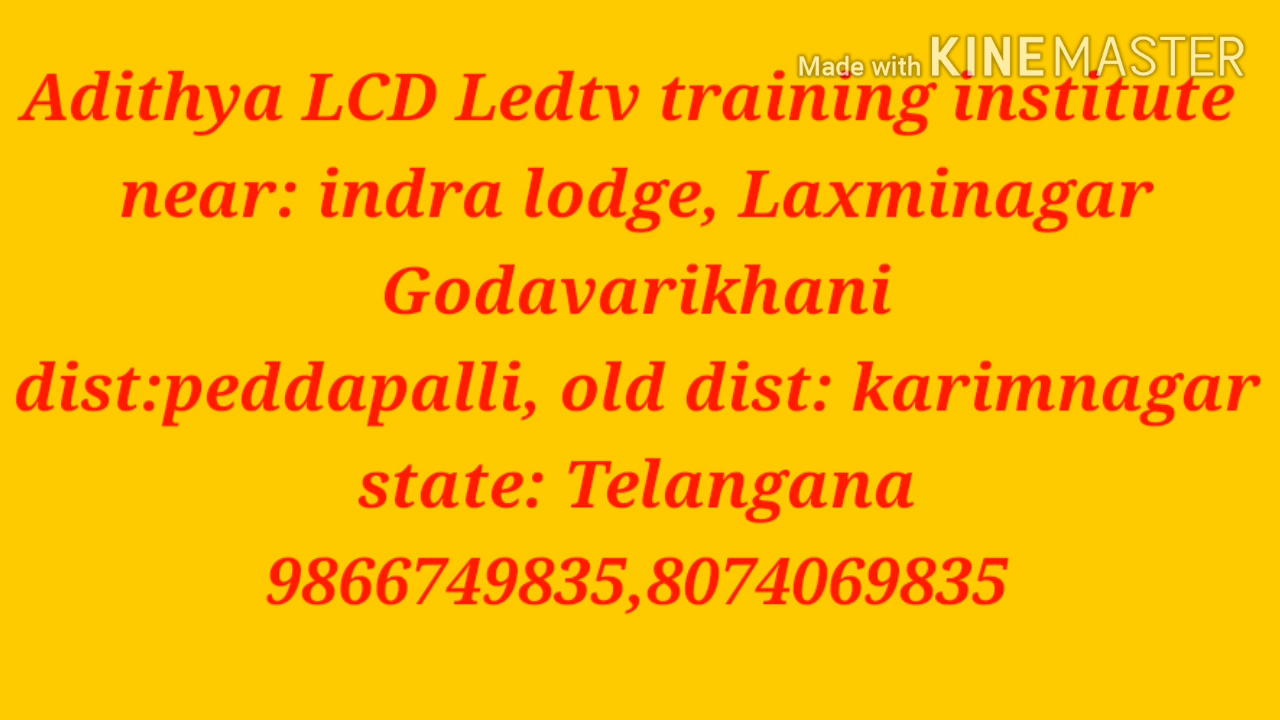 Made with KINEMASTER
Adithya LCD Ledtv training institute
near: indra lodge, Laxminagar
Godavarikhani
dist:peddapalli, old dist: karimnagar
state: Telangana
9866749835,8074069835